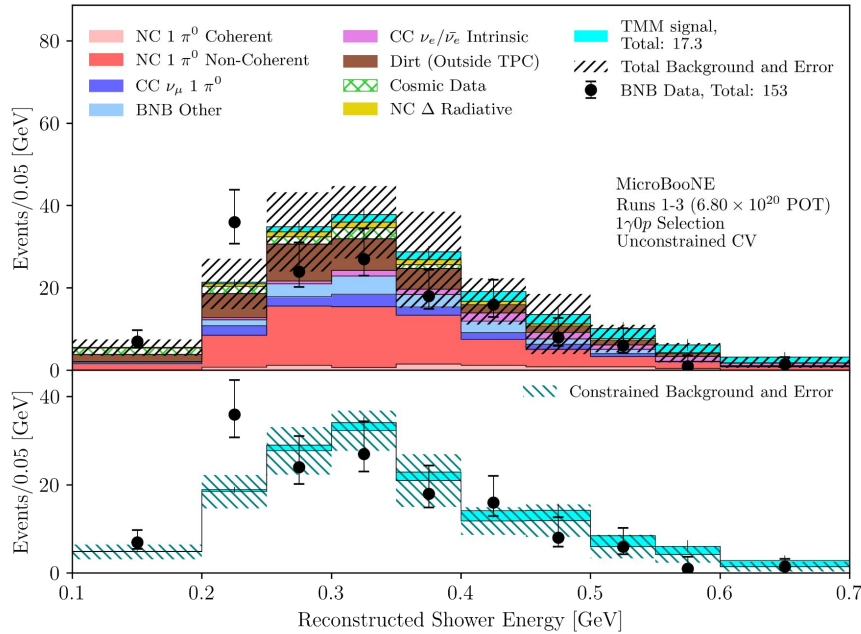 NC 1 π⁰ Coherent
NC 1 π⁰ Non-Coherent
CC ν_μ 1 π⁰
BNB Other
CC ν_e/ν̄_e Intrinsic
Dirt (Outside TPC)
Cosmic Data
NC Δ Radiative
TMM signal,
Total: 17.3
Total Background and Error
BNB Data, Total: 153
MicroBooNE
Runs 1-3 (6.80 × 10²⁰ POT)
1γ0p Selection
Unconstrained CV
Events/0.05 [GeV]
80
60
40
20
0
Constrained Background and Error
Events/0.05 [GeV]
40
20
0
0.1 0.2 0.3 0.4 0.5 0.6 0.7
Reconstructed Shower Energy [GeV]